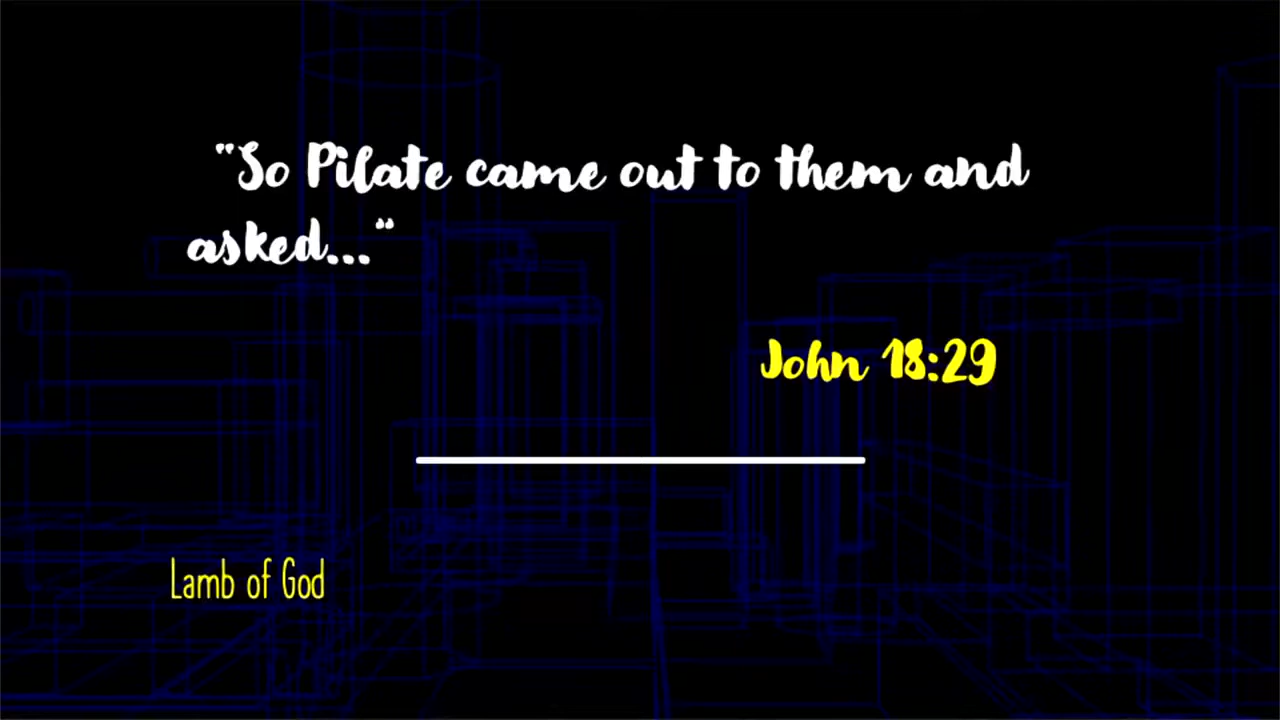 "So Pilate came out to them and
asked..."
John 18:29
Lamb of God